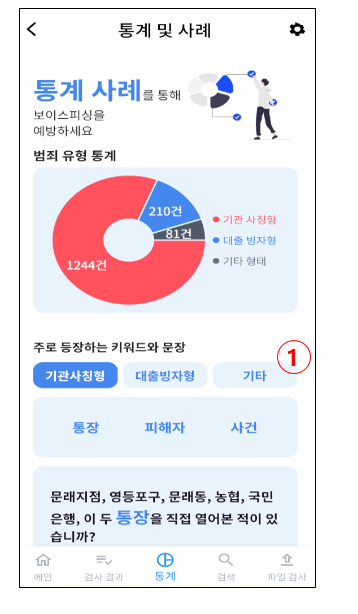 통계 및 사례
통계 사례를 통해
보이스피싱을
예방하세요
범죄 유형 통계
210건
81건
1244건
기관 사칭형
대출 빙자형
기타 형태
주로 등장하는 키워드와 문장
1
기관사칭형 대출빙자형 기타
통장 피해자 사건
문래지점, 영등포구, 문래동, 농협, 국민
은행, 이 두 통장을 직접 열어본 적이 있
습니까?
메인 검사 결과 통계 검색 파일 검사